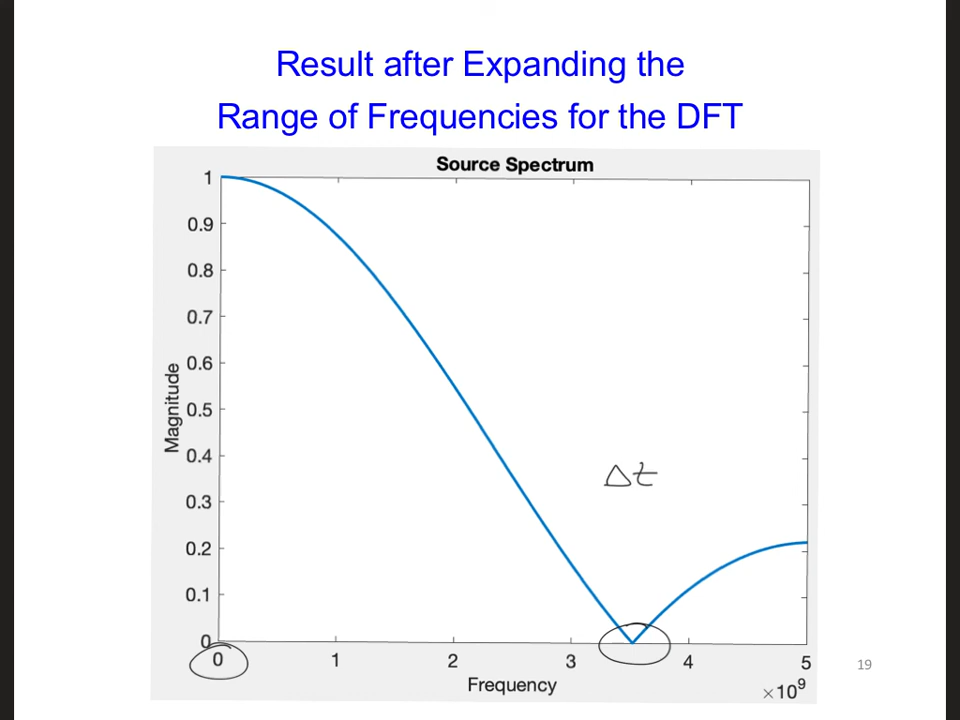 Result after Expanding the
Range of Frequencies for the DFT
Source Spectrum
1
0.9
0.8
0.7
0.6
0.5
0.4
0.3
0.2
0.1
0
Magnitude
Δt
0 1 2 3 4 5
×10⁹
Frequency
19